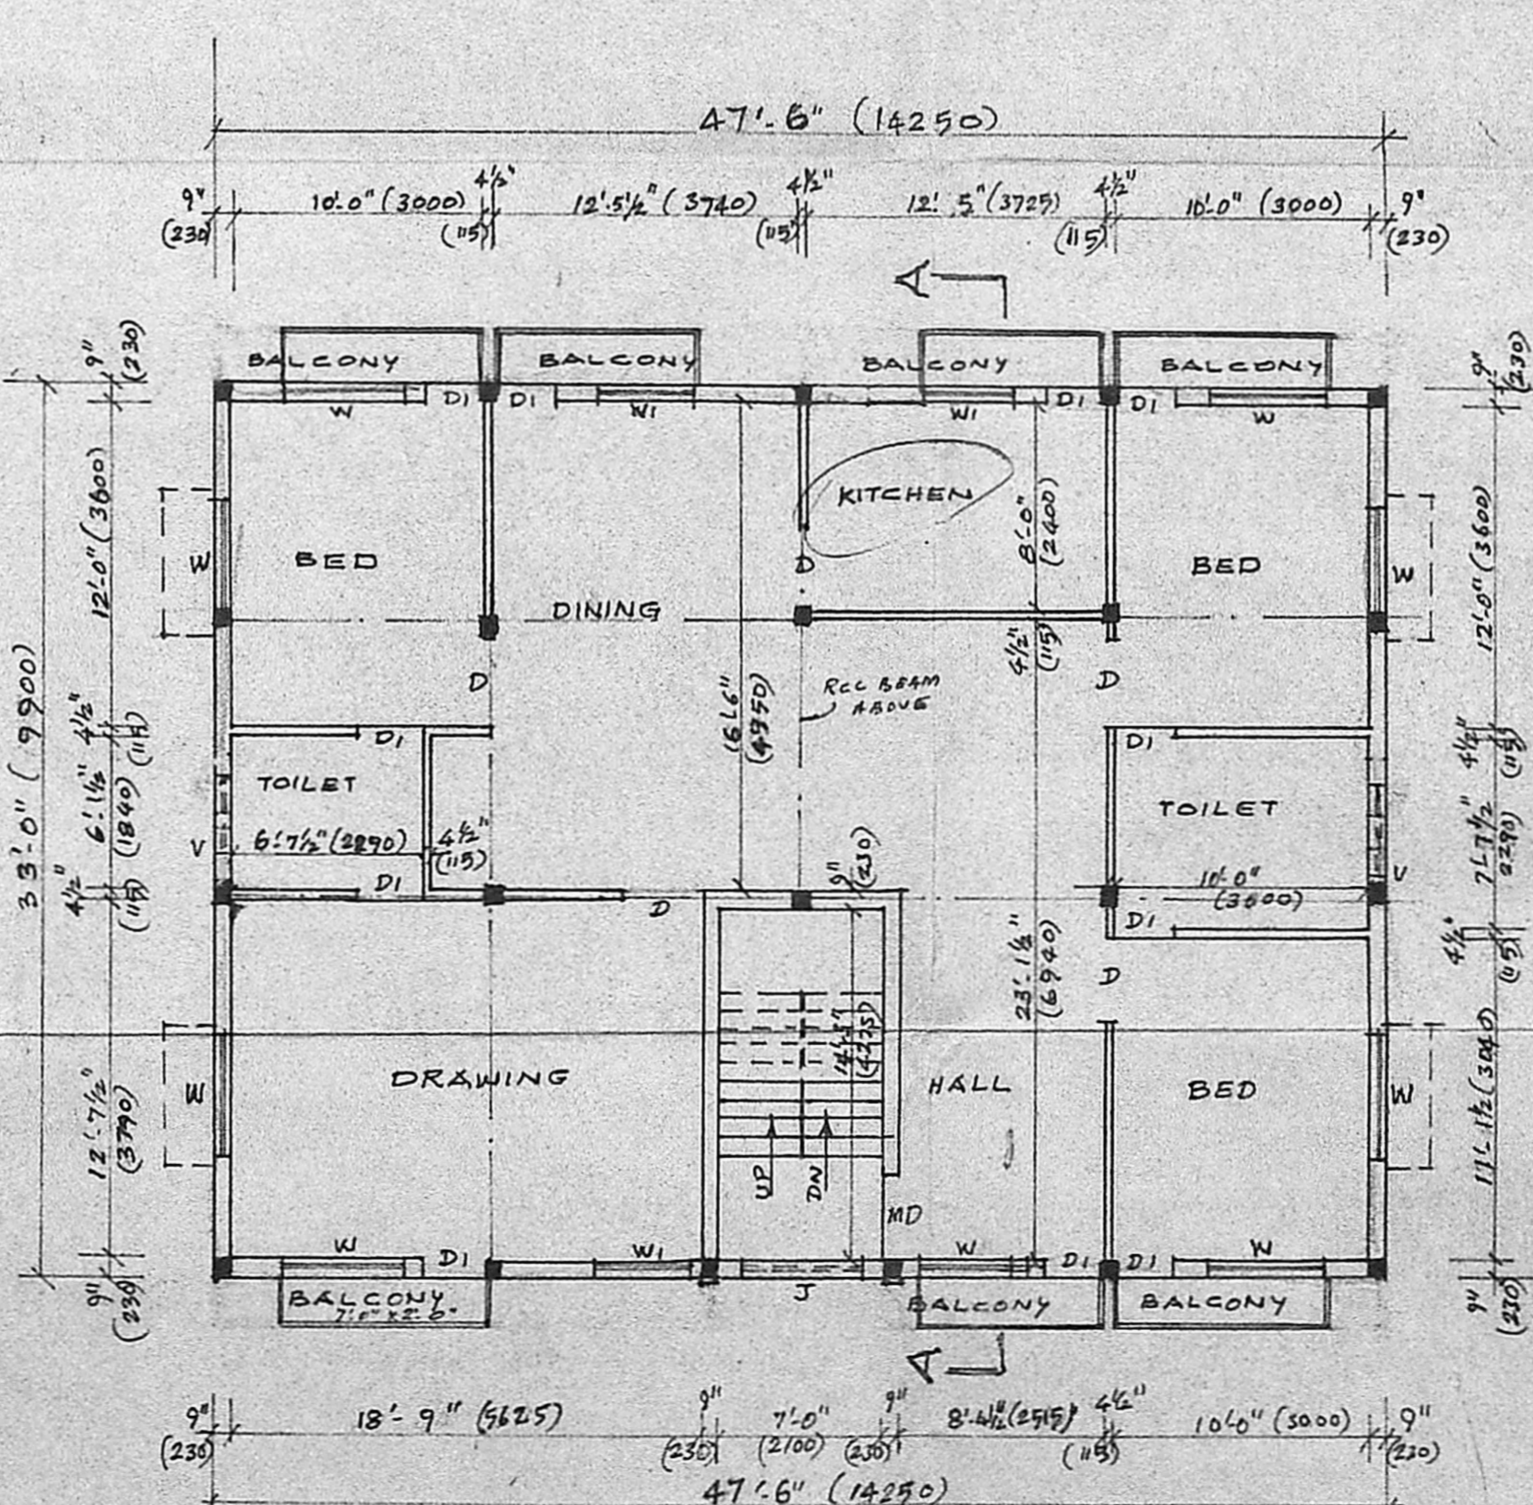 47'-6" (14250)
9" 10'-0" (3000) 4½" 12'-5½" (3740) 4½" 12'-5" (3725) 4½" 10'-0" (3000) 9"
(230) (115) (115) (115) (230)
A
9" (230)
BALCONY BALCONY BALCONY BALCONY
9" (230)
W D1 D1 W1 W1 D1 D1 W
12'-0" (3600)
KITCHEN
8'-0" (2400)
12'-0" (3600)
W BED D BED W
DINING
4½" (115)
33'-0" (9900)
D
RCC BEAM
ABOVE
D
16'-6" (4950)
4½" (115)
D1 D1
4½" (115)
TOILET
TOILET
6'-1½" (1840)
7'-7½" 2290
V 6'-7½" (2290) 4½" (115)
9" (230)
V
4½" (115)
D1 D
10'-0"
(3000)
D1
4½" (115)
23'-1½" (6940)
D
14'-3" (4275)
W DRAWING HALL BED W
12'-7½" (3790)
11'-1½" (3040)
UP DN
MD
W D1 W1 W D1 D1 W
J
9" (230)
BALCONY BALCONY BALCONY
7'-0" X 2'-0"
9" (230)
A
9" 18'-9" (5625) 9" 7'-0" 9" 8'-4½" (2515) 4½" 10'-0" (3000) 9"
(230) (230) (2100) (230) (115) (230)
47'-6" (14250)